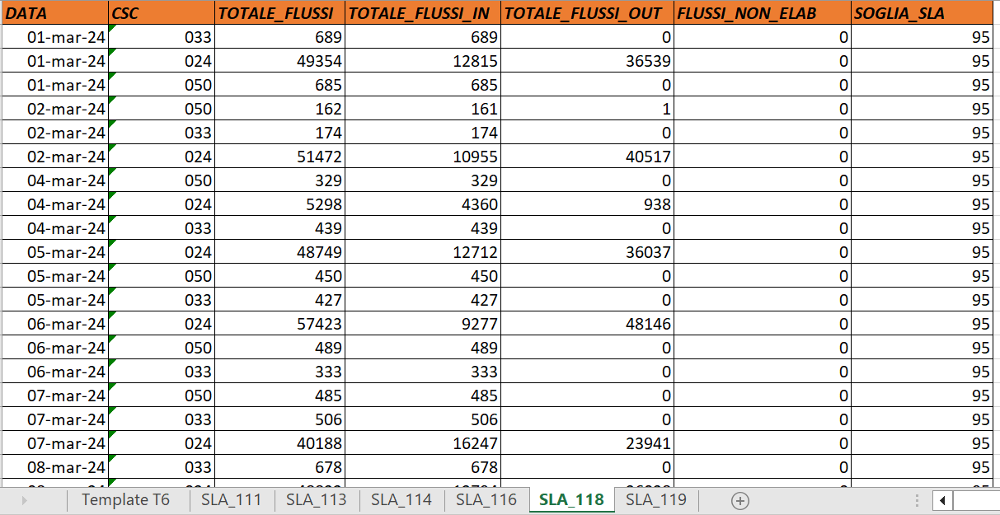 DATA CSC TOTALE_FLUSSI TOTALE_FLUSSI_IN TOTALE_FLUSSI_OUT FLUSSI_NON_ELAB SOGLIA_SLA
01-mar-24 033 689 689 0 0 95
01-mar-24 024 49354 12815 36539 0 95
01-mar-24 050 685 685 0 0 95
02-mar-24 050 162 161 1 0 95
02-mar-24 033 174 174 0 0 95
02-mar-24 024 51472 10955 40517 0 95
04-mar-24 050 329 329 0 0 95
04-mar-24 024 5298 4360 938 0 95
04-mar-24 033 439 439 0 0 95
05-mar-24 024 48749 12712 36037 0 95
05-mar-24 050 450 450 0 0 95
05-mar-24 033 427 427 0 0 95
06-mar-24 024 57423 9277 48146 0 95
06-mar-24 050 489 489 0 0 95
06-mar-24 033 333 333 0 0 95
07-mar-24 050 485 485 0 0 95
07-mar-24 033 506 506 0 0 95
07-mar-24 024 40188 16247 23941 0 95
08-mar-24 033 678 678 0 0 95
Template T6 SLA_111 SLA_113 SLA_114 SLA_116 SLA_118 SLA_119